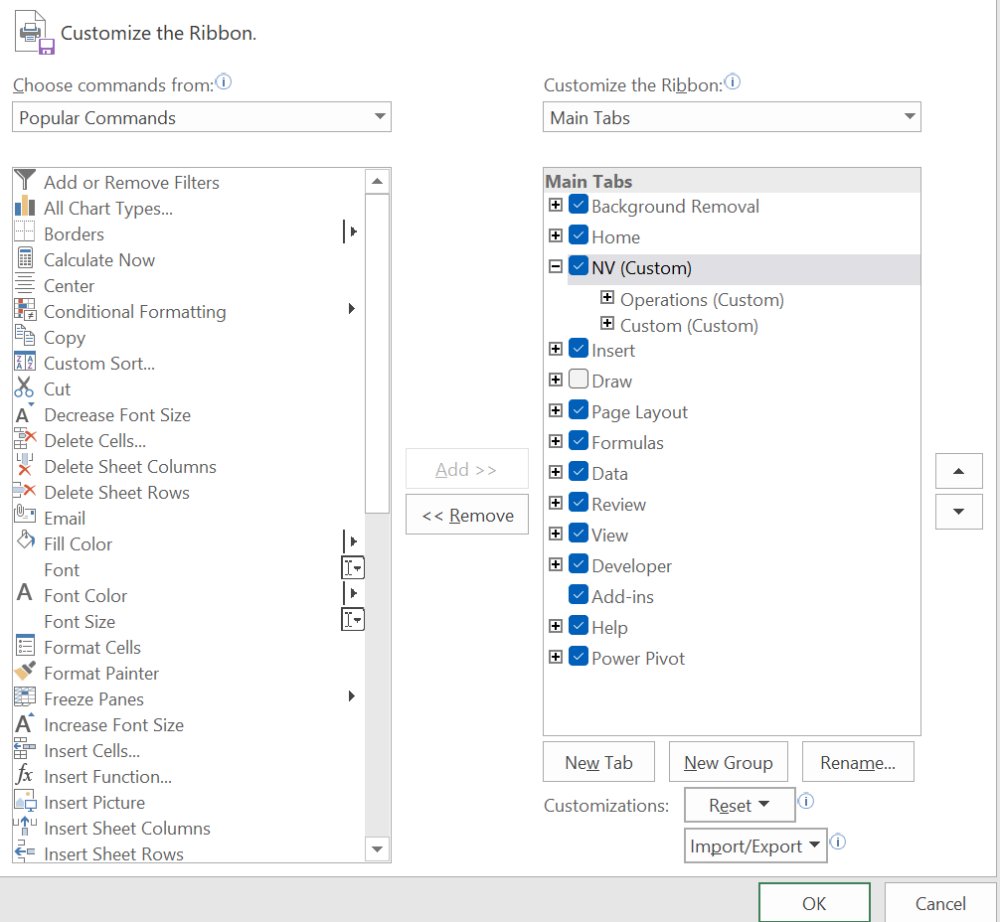 Customize the Ribbon.
Choose commands from:
Popular Commands
Add or Remove Filters
All Chart Types...
Borders
Calculate Now
Center
Conditional Formatting
Copy
Custom Sort...
Cut
Decrease Font Size
Delete Cells...
Delete Sheet Columns
Delete Sheet Rows
Email
Fill Color
Font
Font Color
Font Size
Format Cells
Format Painter
Freeze Panes
Increase Font Size
Insert Cells...
Insert Function...
Insert Picture
Insert Sheet Columns
Insert Sheet Rows
Add >>
<< Remove
Customize the Ribbon:
Main Tabs
Main Tabs
Background Removal
Home
NV (Custom)
Operations (Custom)
Custom (Custom)
Insert
Draw
Page Layout
Formulas
Data
Review
View
Developer
Add-ins
Help
Power Pivot
New Tab
New Group
Rename...
Customizations:
Reset
Import/Export
OK
Cancel